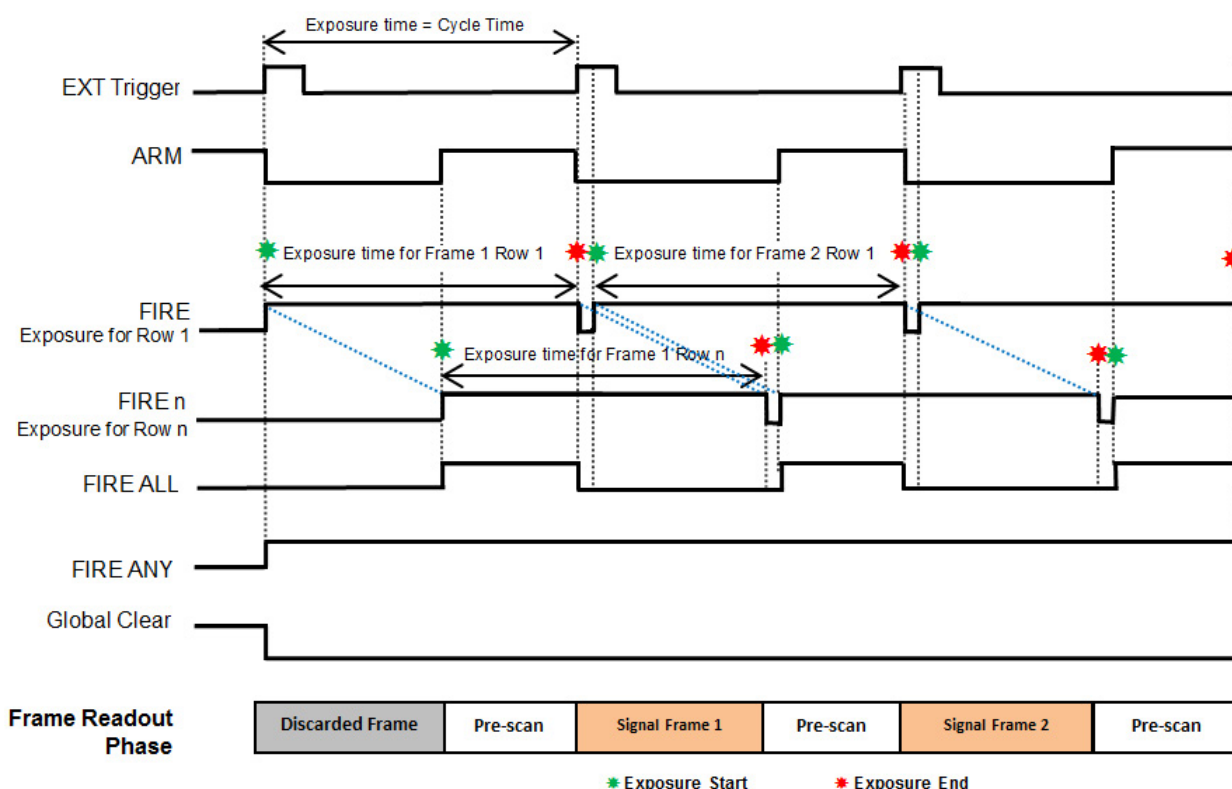 Exposure time = Cycle Time
EXT Trigger
ARM
Exposure time for Frame 1 Row 1
Exposure time for Frame 2 Row 1
FIRE
Exposure for Row 1
Exposure time for Frame 1 Row n
FIRE n
Exposure for Row n
FIRE ALL
FIRE ANY
Global Clear
Frame Readout
Phase
Discarded Frame
Pre-scan
Signal Frame 1
Pre-scan
Signal Frame 2
Pre-scan
Exposure Start
Exposure End